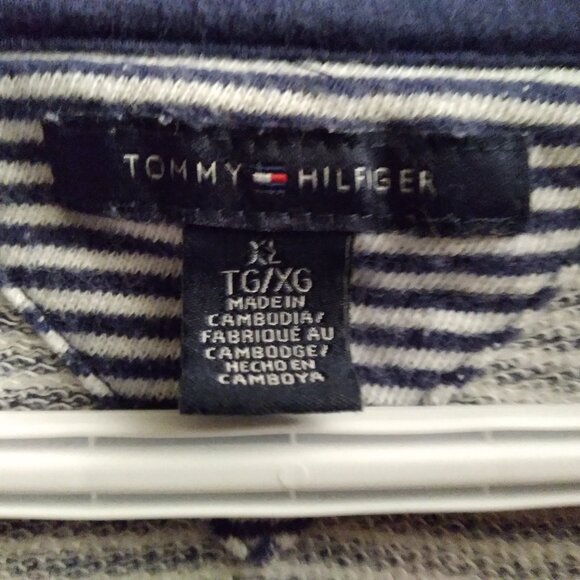 TOMMY HILFIGER
XL
TG/XG
MADE IN
CAMBODIA/
FABRIQUÉ AU
CAMBODGE/
HECHO EN
CAMBOYA